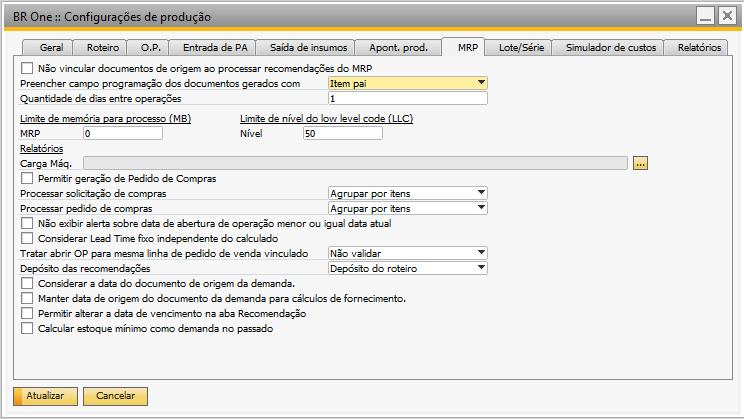 BR One :: Configurações de produção
Geral Roteiro O.P. Entrada de PA Saída de insumos Apont. prod. MRP Lote/Série Simulador de custos Relatórios
Não vincular documentos de origem ao processar recomendações do MRP
Preencher campo programação dos documentos gerados com Item pai
Quantidade de dias entre operações 1
Limite de memória para processo (MB) Limite de nível do low level code (LLC)
MRP 0 Nível 50
Relatórios
Carga Máq. ...
Permitir geração de Pedido de Compras
Processar solicitação de compras Agrupar por itens
Processar pedido de compras Agrupar por itens
Não exibir alerta sobre data de abertura de operação menor ou igual data atual
Considerar Lead Time fixo independente do calculado
Tratar abrir OP para mesma linha de pedido de venda vinculado Não validar
Depósito das recomendações Depósito do roteiro
Considerar a data do documento de origem da demanda.
Manter data de origem do documento da demanda para cálculos de fornecimento.
Permitir alterar a data de vencimento na aba Recomendação
Calcular estoque mínimo como demanda no passado
Atualizar Cancelar